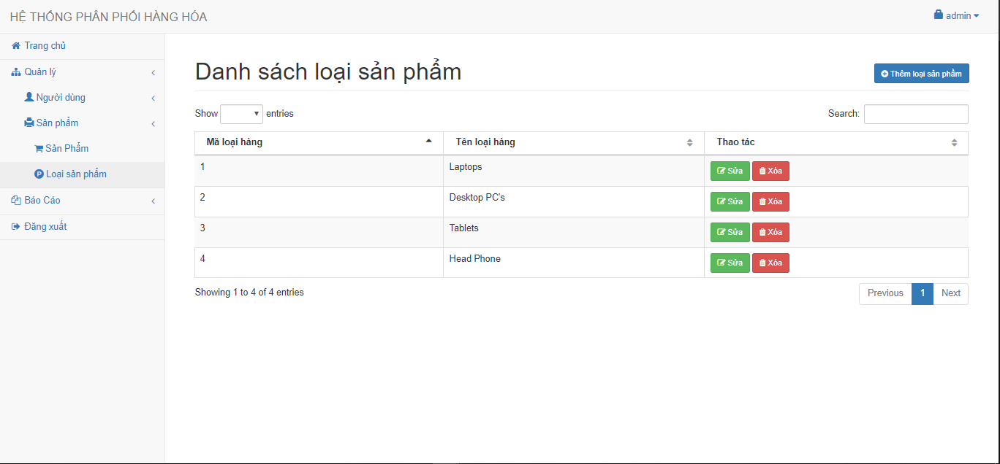 HỆ THỐNG PHÂN PHỐI HÀNG HÓA
admin
Trang chủ
Quản lý
Người dùng
Sản phẩm
Sản Phẩm
Loại sản phẩm
Báo Cáo
Đăng xuất
Danh sách loại sản phẩm
Thêm loại sản phẩm
Show entries
Search:
Mã loại hàng Tên loại hàng Thao tác
1 Laptops Sửa Xóa
2 Desktop PC's Sửa Xóa
3 Tablets Sửa Xóa
4 Head Phone Sửa Xóa
Showing 1 to 4 of 4 entries
Previous 1 Next